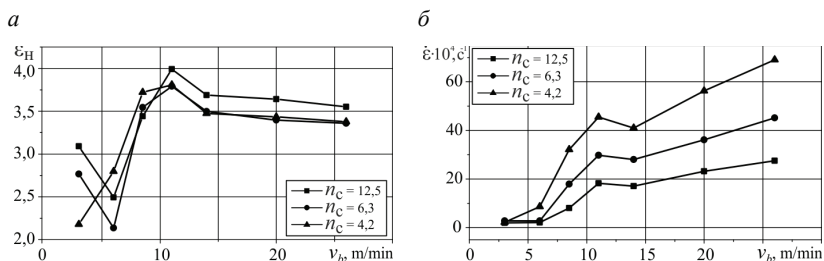 а
ε_H
4,0
3,5
3,0
2,5
2,0
0
10
20
v_b, m/min
n_c = 12,5
n_c = 6,3
n_c = 4,2
б
ε̇·10⁴,c⁻¹
60
40
20
0
0
5
10
15
20
25
v_b, m/min
n_c = 12,5
n_c = 6,3
n_c = 4,2